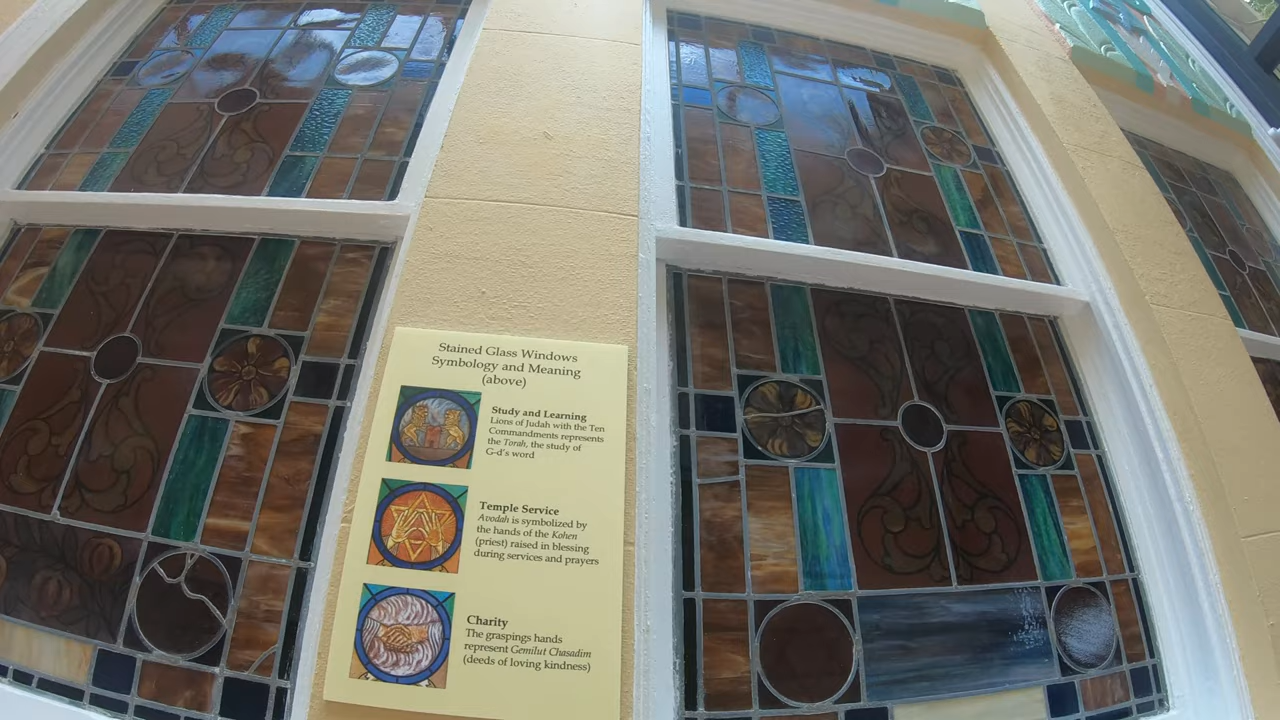 Stained Glass Windows
Symbology and Meaning
(above)
Study and Learning
Lions of Judah with the Ten
Commandments represents
the Torah, the study of
G-d's word
Temple Service
Avodah is symbolized by
the hands of the Kohen
(priest) raised in blessing
during services and prayers
Charity
The graspings hands
represent Gemilut Chasadim
(deeds of loving kindness)